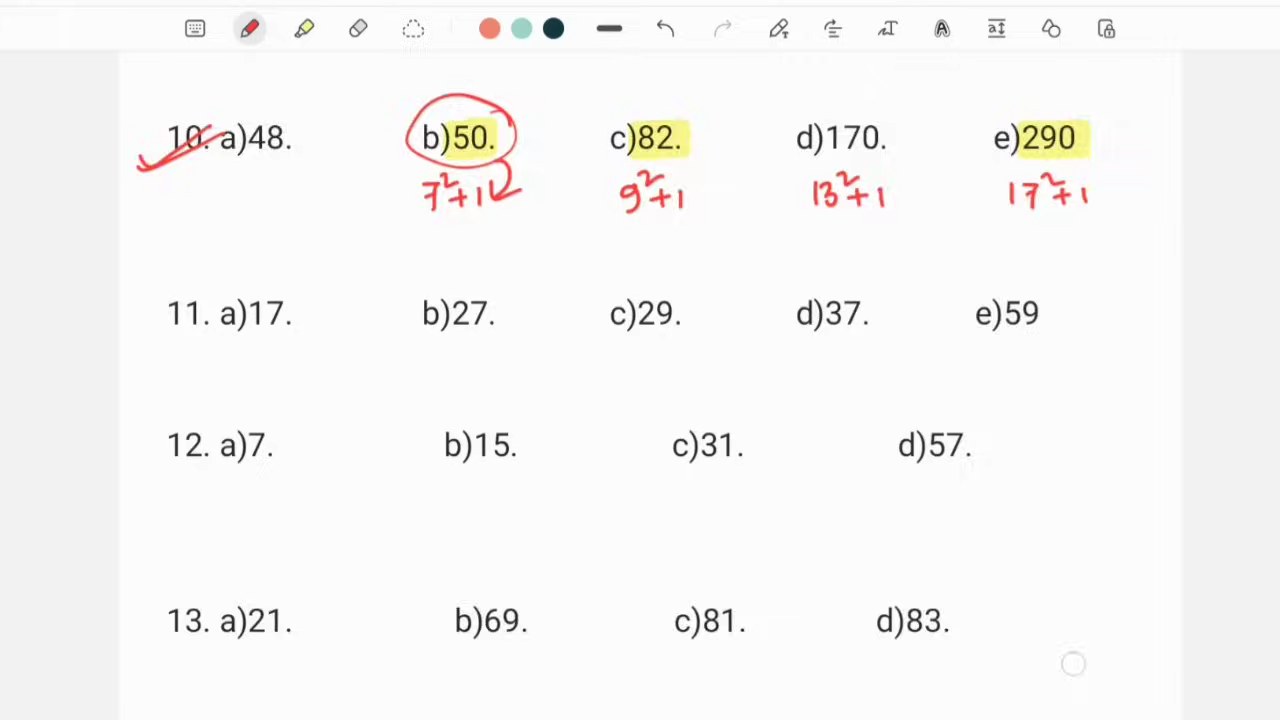 10. a)48. b)50. c)82. d)170. e)290
7²+1 9²+1 13²+1 17²+1
11. a)17. b)27. c)29. d)37. e)59
12. a)7. b)15. c)31. d)57.
13. a)21. b)69. c)81. d)83.